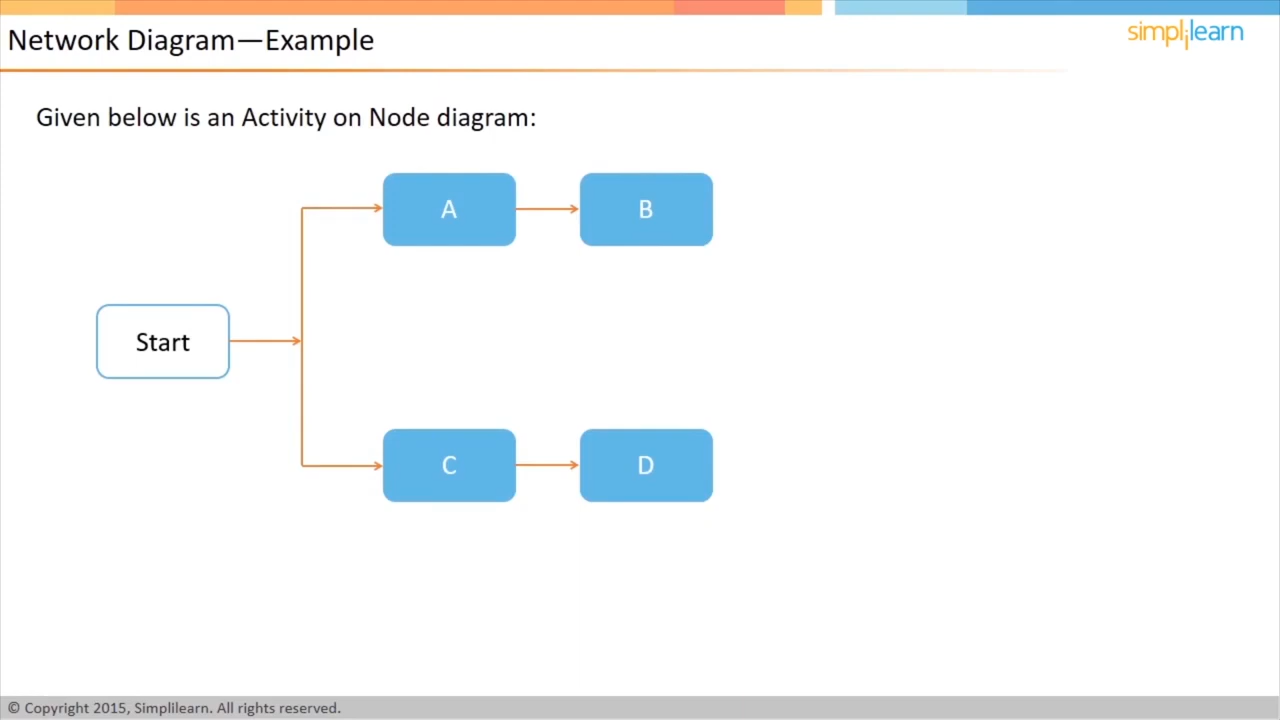 Network Diagram—Example
simplilearn
Given below is an Activity on Node diagram:
A
B
Start
C
D
© Copyright 2015, Simplilearn. All rights reserved.